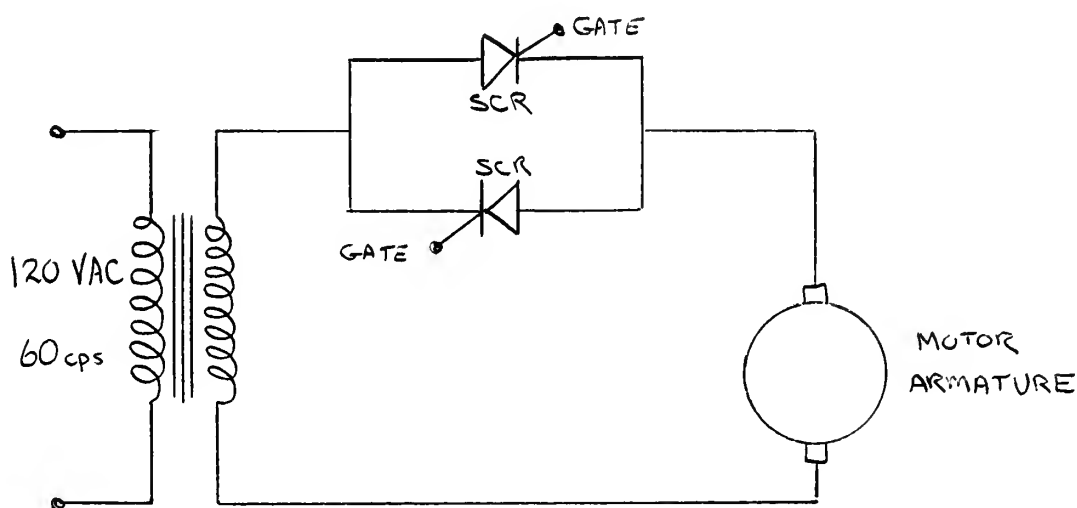 GATE
SCR
SCR
GATE
120 VAC
60 cps
MOTOR
ARMATURE